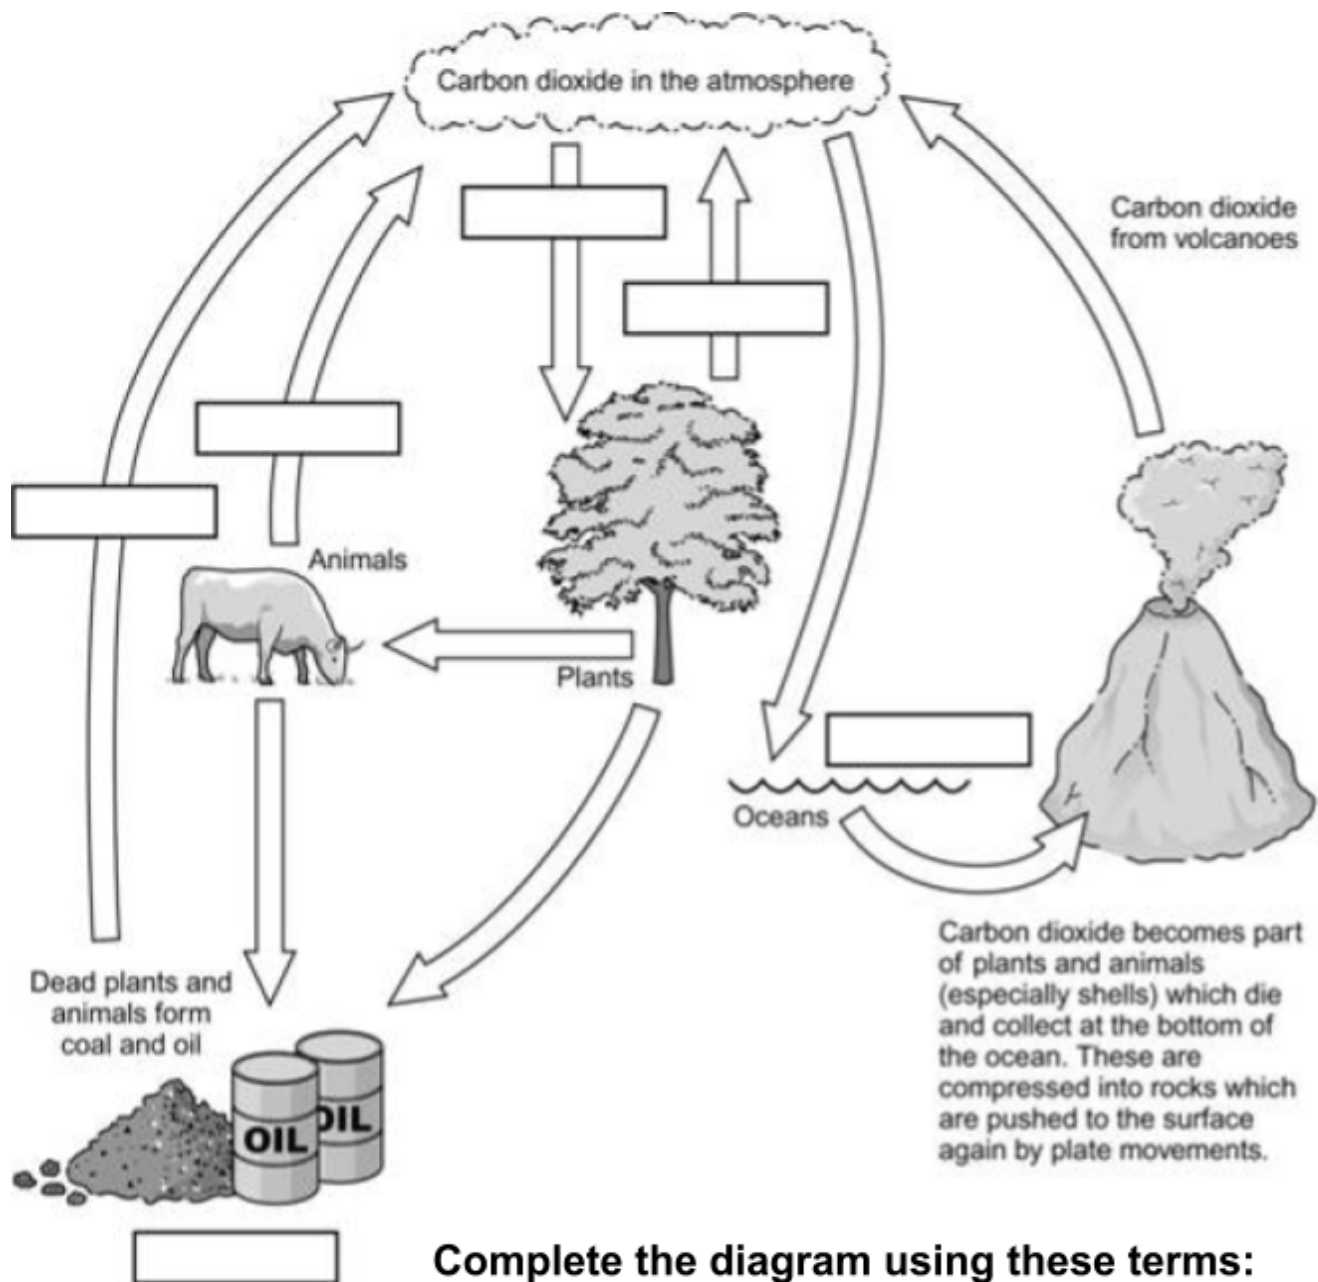 Carbon dioxide in the atmosphere
Carbon dioxide
from volcanoes
Animals
Plants
Oceans
Dead plants and
animals form
coal and oil
OIL
OIL
Carbon dioxide becomes part
of plants and animals
(especially shells) which die
and collect at the bottom of
the ocean. These are
compressed into rocks which
are pushed to the surface
again by plate movements.
Complete the diagram using these terms: